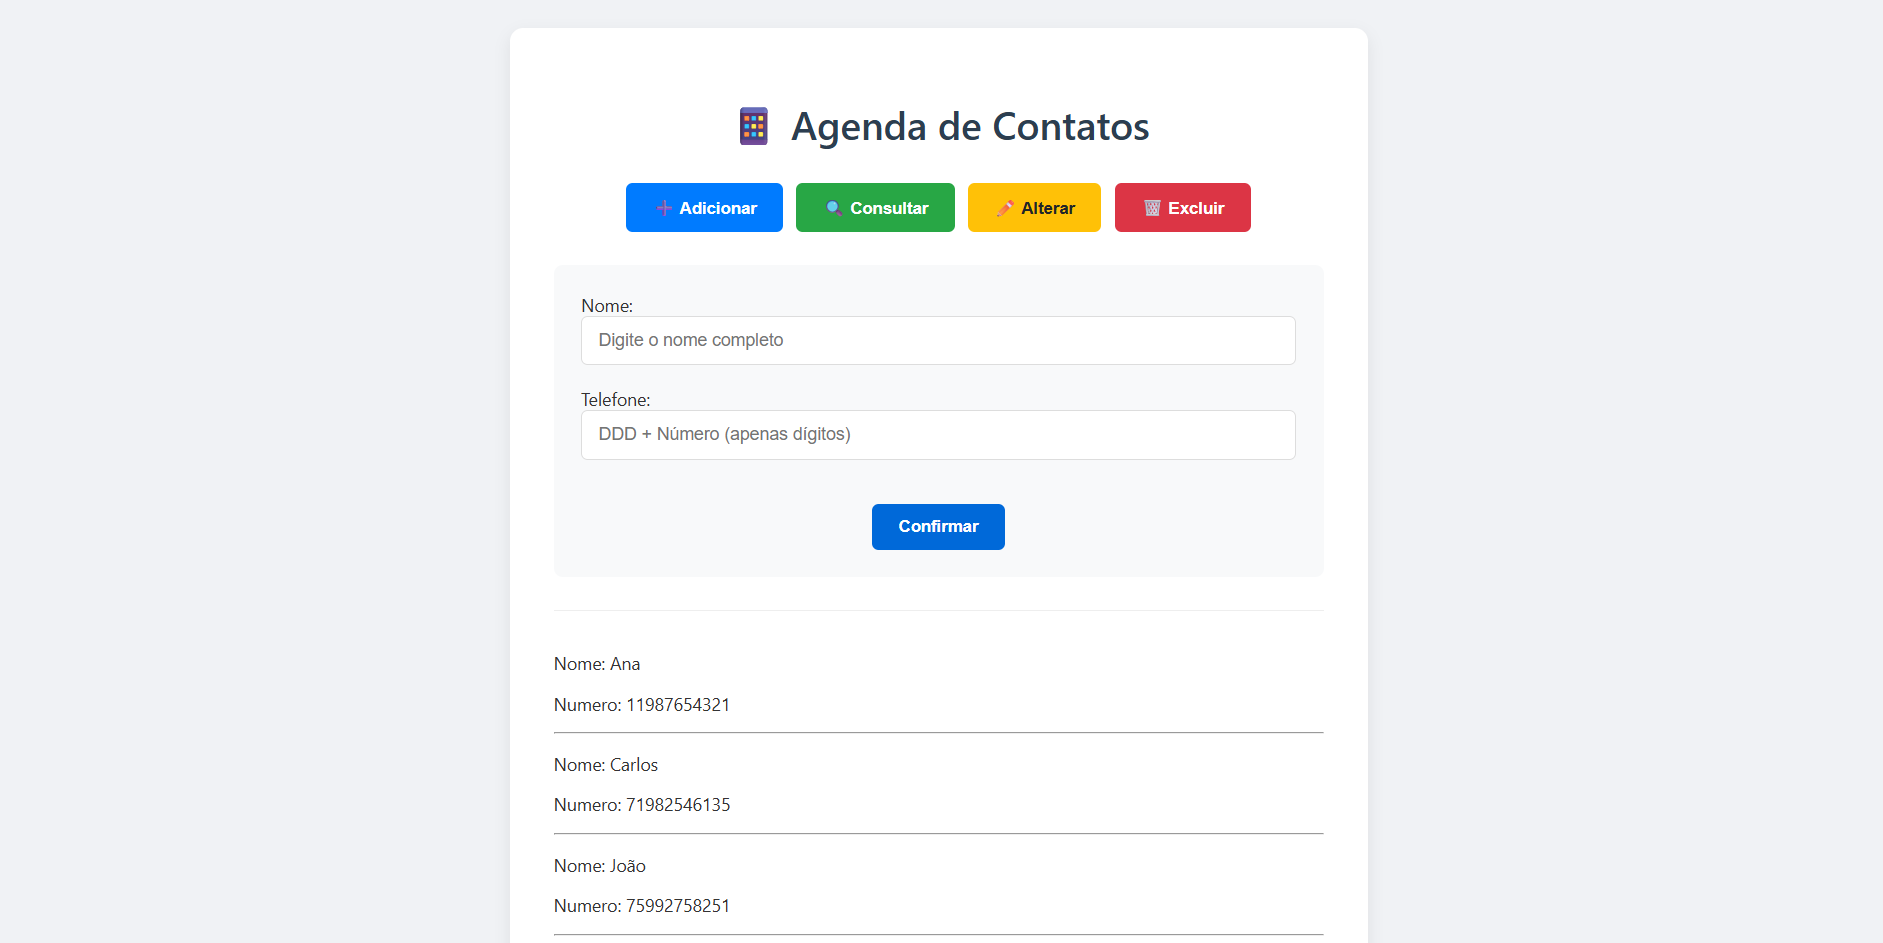 Agenda de Contatos
Adicionar Consultar Alterar Excluir
Nome:
Digite o nome completo
Telefone:
DDD + Número (apenas dígitos)
Confirmar
Nome: Ana
Numero: 11987654321
Nome: Carlos
Numero: 71982546135
Nome: João
Numero: 75992758251